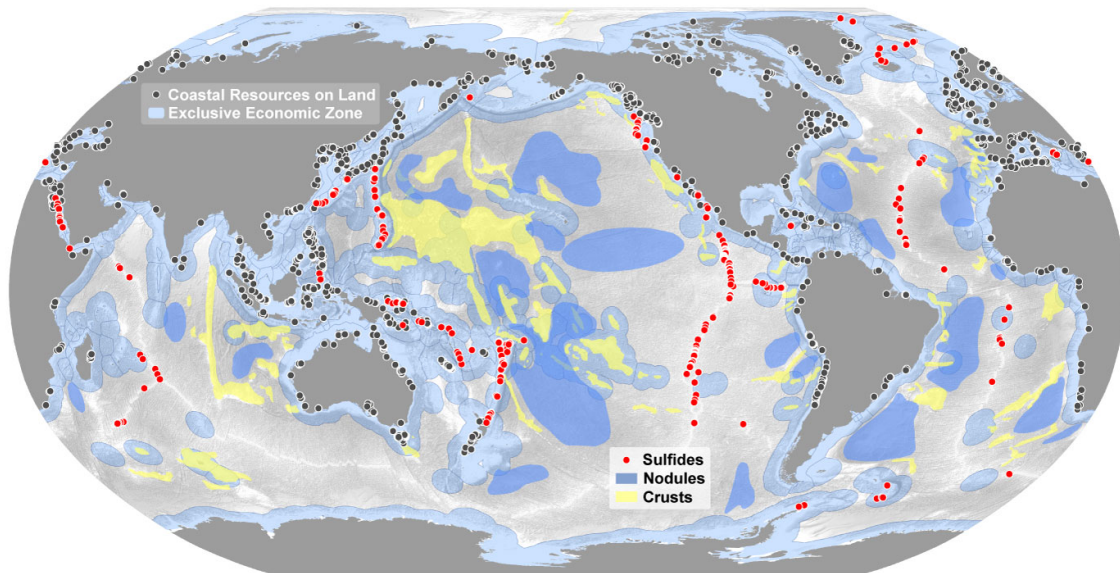 Coastal Resources on Land
Exclusive Economic Zone
Sulfides
Nodules
Crusts